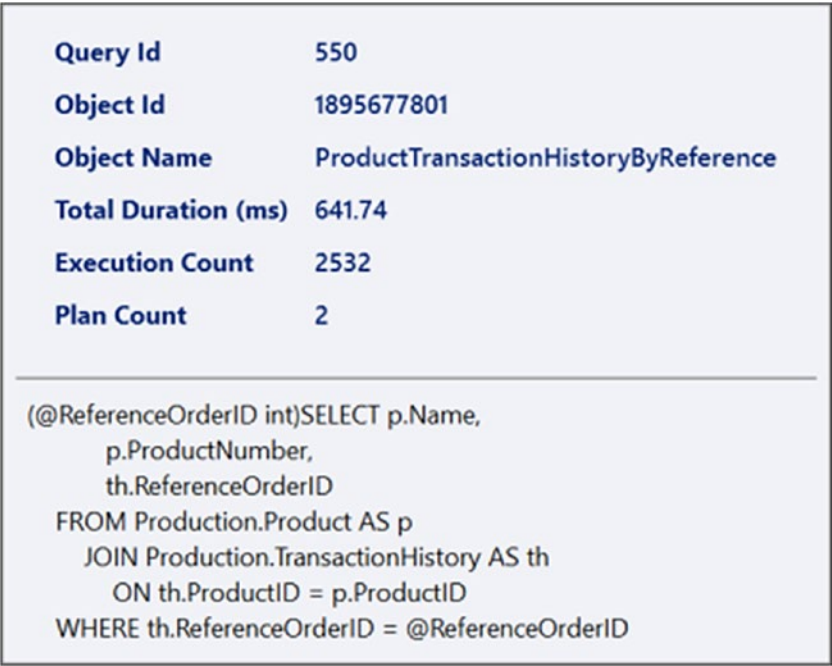 Query Id 550
Object Id 1895677801
Object Name ProductTransactionHistoryByReference
Total Duration (ms) 641.74
Execution Count 2532
Plan Count 2
(@ReferenceOrderID int)SELECT p.Name,
p.ProductNumber,
th.ReferenceOrderID
FROM Production.Product AS p
JOIN Production.TransactionHistory AS th
ON th.ProductID = p.ProductID
WHERE th.ReferenceOrderID = @ReferenceOrderID